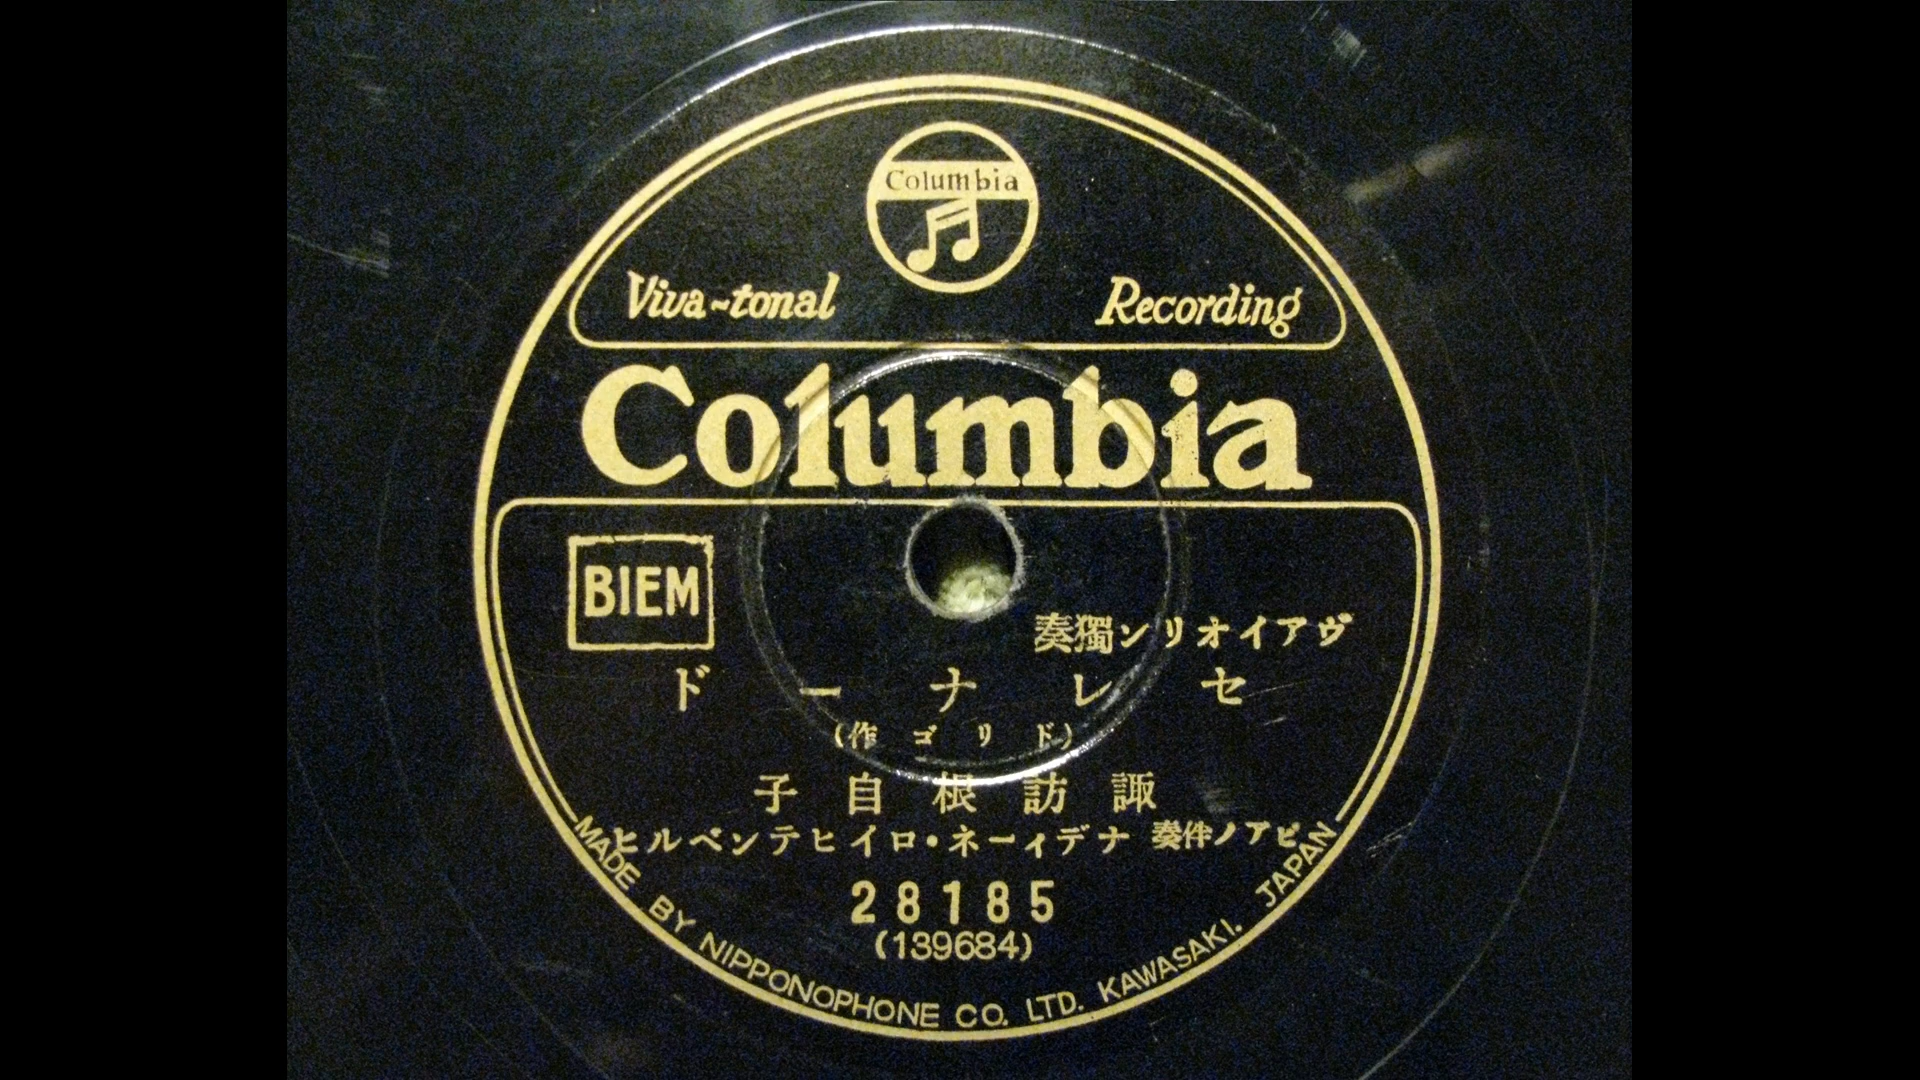 Columbia
Viva-tonal Recording
Columbia
BIEM
ヴアイオリン獨奏
セレナード
(ドリゴ作)
諏訪根自子
ピアノ伴奏 ナディーネ・ロイヒテンベルヒ
28185
(139684)
MADE BY NIPPONOPHONE CO. LTD. KAWASAKI. JAPAN